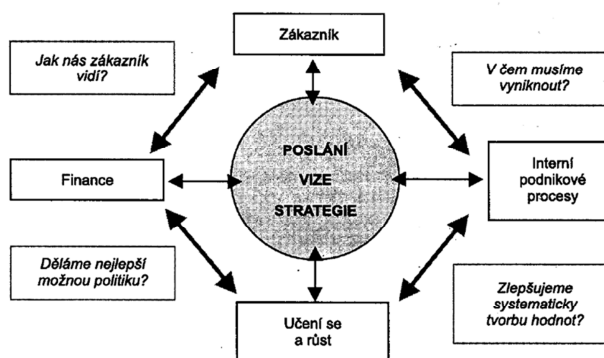 Zákazník
Jak nás zákazník
vidí?
V čem musíme
vyniknout?
POSLÁNÍ
VIZE
STRATEGIE
Finance
Interní
podnikové
procesy
Děláme nejlepší
možnou politiku?
Učení se
a růst
Zlepšujeme
systematicky
tvorbu hodnot?